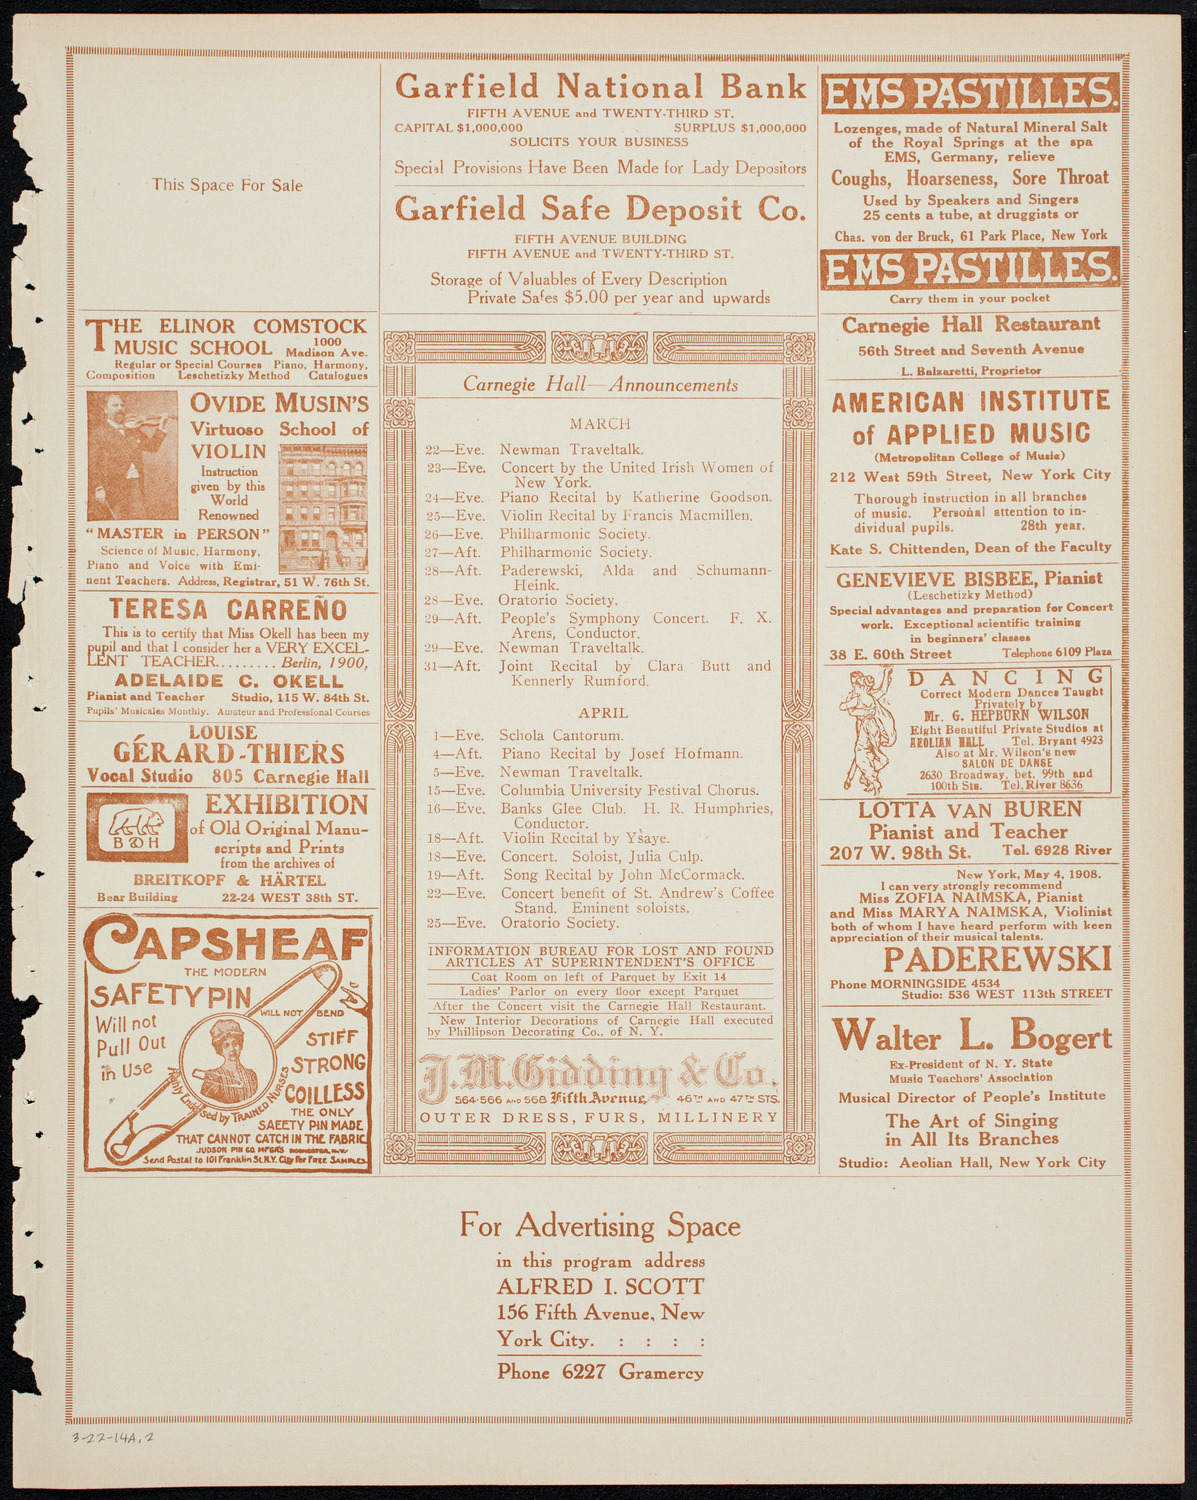 This Space For Sale
THE ELINOR COMSTOCK
MUSIC SCHOOL 1000 Madison Ave.
Regular or Special Courses Piano, Harmony,
Composition Leschetizky Method Catalogues
OVIDE MUSIN'S
Virtuoso School of
VIOLIN
Instruction
given by this
World
Renowned
"MASTER in PERSON"
Science of Music, Harmony,
Piano and Voice with Emi-
nent Teachers. Address, Registrar, 51 W. 76th St.
TERESA CARREÑO
This is to certify that Miss Okell has been my
pupil and that I consider her a VERY EXCEL-
LENT TEACHER......... Berlin, 1900,
ADELAIDE C. OKELL
Pianist and Teacher Studio, 115 W. 84th St.
Pupils' Musicales Monthly. Amateur and Professional Courses
LOUISE
GÉRARD-THIERS
Vocal Studio 805 Carnegie Hall
B & H
EXHIBITION
of Old Original Manu-
scripts and Prints
from the archives of
BREITKOPF & HÄRTEL
Bear Building 22-24 WEST 38th ST.
CAPSHEAF
THE MODERN
SAFETY PIN
WILL NOT BEND
Will not
Pull Out
in Use
STIFF
STRONG
COILLESS
Highly Endorsed by TRAINED NURSES
THE ONLY
SAFETY PIN MADE
THAT CANNOT CATCH IN THE FABRIC
JUDSON PIN CO. MFGRS ROCHESTER, N.Y.
Send Postal to 101 Franklin St. N.Y. City For FREE SAMPLES
Garfield National Bank
FIFTH AVENUE and TWENTY-THIRD ST.
CAPITAL $1,000,000 SURPLUS $1,000,000
SOLICITS YOUR BUSINESS
Special Provisions Have Been Made for Lady Depositors
Garfield Safe Deposit Co.
FIFTH AVENUE BUILDING
FIFTH AVENUE and TWENTY-THIRD ST.
Storage of Valuables of Every Description
Private Safes $5.00 per year and upwards
Carnegie Hall—Announcements
MARCH
22—Eve. Newman Traveltalk.
23—Eve. Concert by the United Irish Women of
New York.
24—Eve. Piano Recital by Katherine Goodson.
25—Eve. Violin Recital by Francis Macmillen.
26—Eve. Philharmonic Society.
27—Aft. Philharmonic Society.
28—Aft. Paderewski, Alda and Schumann-
Heink.
28—Eve. Oratorio Society.
29—Aft. People's Symphony Concert. F. X.
Arens, Conductor.
29—Eve. Newman Traveltalk.
31—Aft. Joint Recital by Clara Butt and
Kennerly Rumford.
APRIL
1—Eve. Schola Cantorum.
4—Aft. Piano Recital by Josef Hofmann.
5—Eve. Newman Traveltalk.
15—Eve. Columbia University Festival Chorus.
16—Eve. Banks Glee Club. H. R. Humphries,
Conductor.
18—Aft. Violin Recital by Ysaye.
18—Eve. Concert. Soloist, Julia Culp.
19—Aft. Song Recital by John McCormack.
22—Eve. Concert benefit of St. Andrew's Coffee
Stand. Eminent soloists.
25—Eve. Oratorio Society.
INFORMATION BUREAU FOR LOST AND FOUND
ARTICLES AT SUPERINTENDENT'S OFFICE
Coat Room on left of Parquet by Exit 14
Ladies' Parlor on every floor except Parquet
After the Concert visit the Carnegie Hall Restaurant.
New Interior Decorations of Carnegie Hall executed
by Phillipson Decorating Co., of N. Y.
J. M. Gidding & Co.
564-566 AND 568 Fifth Avenue, 46TH AND 47TH STS.
OUTER DRESS, FURS, MILLINERY
EMS PASTILLES.
Lozenges, made of Natural Mineral Salt
of the Royal Springs at the spa
EMS, Germany, relieve
Coughs, Hoarseness, Sore Throat
Used by Speakers and Singers
25 cents a tube, at druggists or
Chas. von der Bruck, 61 Park Place, New York
EMS PASTILLES.
Carry them in your pocket
Carnegie Hall Restaurant
56th Street and Seventh Avenue
L. Balzaretti, Proprietor
AMERICAN INSTITUTE
of APPLIED MUSIC
(Metropolitan College of Music)
212 West 59th Street, New York City
Thorough instruction in all branches
of music. Personal attention to in-
dividual pupils. 28th year.
Kate S. Chittenden, Dean of the Faculty
GENEVIEVE BISBEE, Pianist
(Leschetizky Method)
Special advantages and preparation for Concert
work. Exceptional scientific training
in beginners' classes
38 E. 60th Street Telephone 6109 Plaza
DANCING
Correct Modern Dances Taught
Privately by
Mr. G. HEPBURN WILSON
Eight Beautiful Private Studios at
AEOLIAN HALL Tel. Bryant 4923
Also at Mr. Wilson's new
SALON DE DANSE
2630 Broadway, bet. 99th and
100th Sts. Tel. River 8636
LOTTA VAN BUREN
Pianist and Teacher
207 W. 98th St. Tel. 6928 River
New York, May 4, 1908.
I can very strongly recommend
Miss ZOFIA NAIMSKA, Pianist
and Miss MARYA NAIMSKA, Violinist
both of whom I have heard perform with keen
appreciation of their musical talents.
PADEREWSKI
Phone MORNINGSIDE 4534
Studio: 536 WEST 113th STREET
Walter L. Bogert
Ex-President of N. Y. State
Music Teachers' Association
Musical Director of People's Institute
The Art of Singing
in All Its Branches
Studio: Aeolian Hall, New York City
For Advertising Space
in this program address
ALFRED I. SCOTT
156 Fifth Avenue, New
York City. : : : :
Phone 6227 Gramercy
3-22-14A, 2